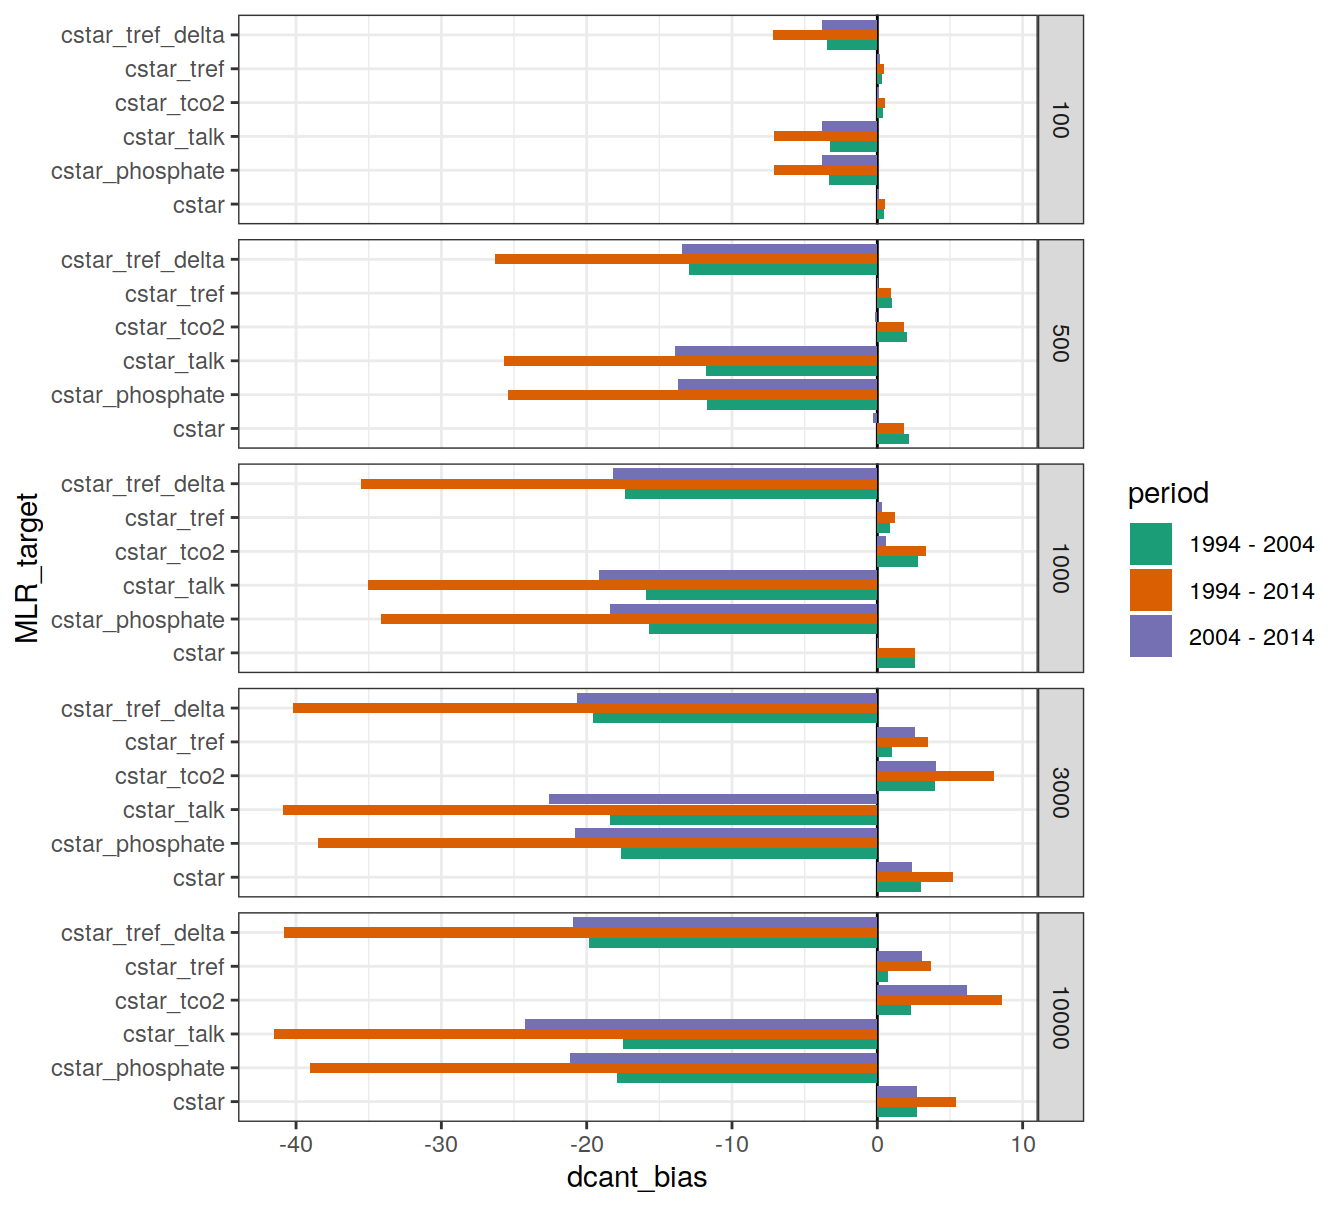 cstar_tref_delta
cstar_tref
cstar_tco2
cstar_talk
cstar_phosphate
cstar
100
cstar_tref_delta
cstar_tref
cstar_tco2
cstar_talk
cstar_phosphate
cstar
500
cstar_tref_delta
cstar_tref
cstar_tco2
cstar_talk
cstar_phosphate
cstar
1000
cstar_tref_delta
cstar_tref
cstar_tco2
cstar_talk
cstar_phosphate
cstar
3000
cstar_tref_delta
cstar_tref
cstar_tco2
cstar_talk
cstar_phosphate
cstar
10000
-40 -30 -20 -10 0 10
dcant_bias
MLR_target
period
1994 - 2004
1994 - 2014
2004 - 2014